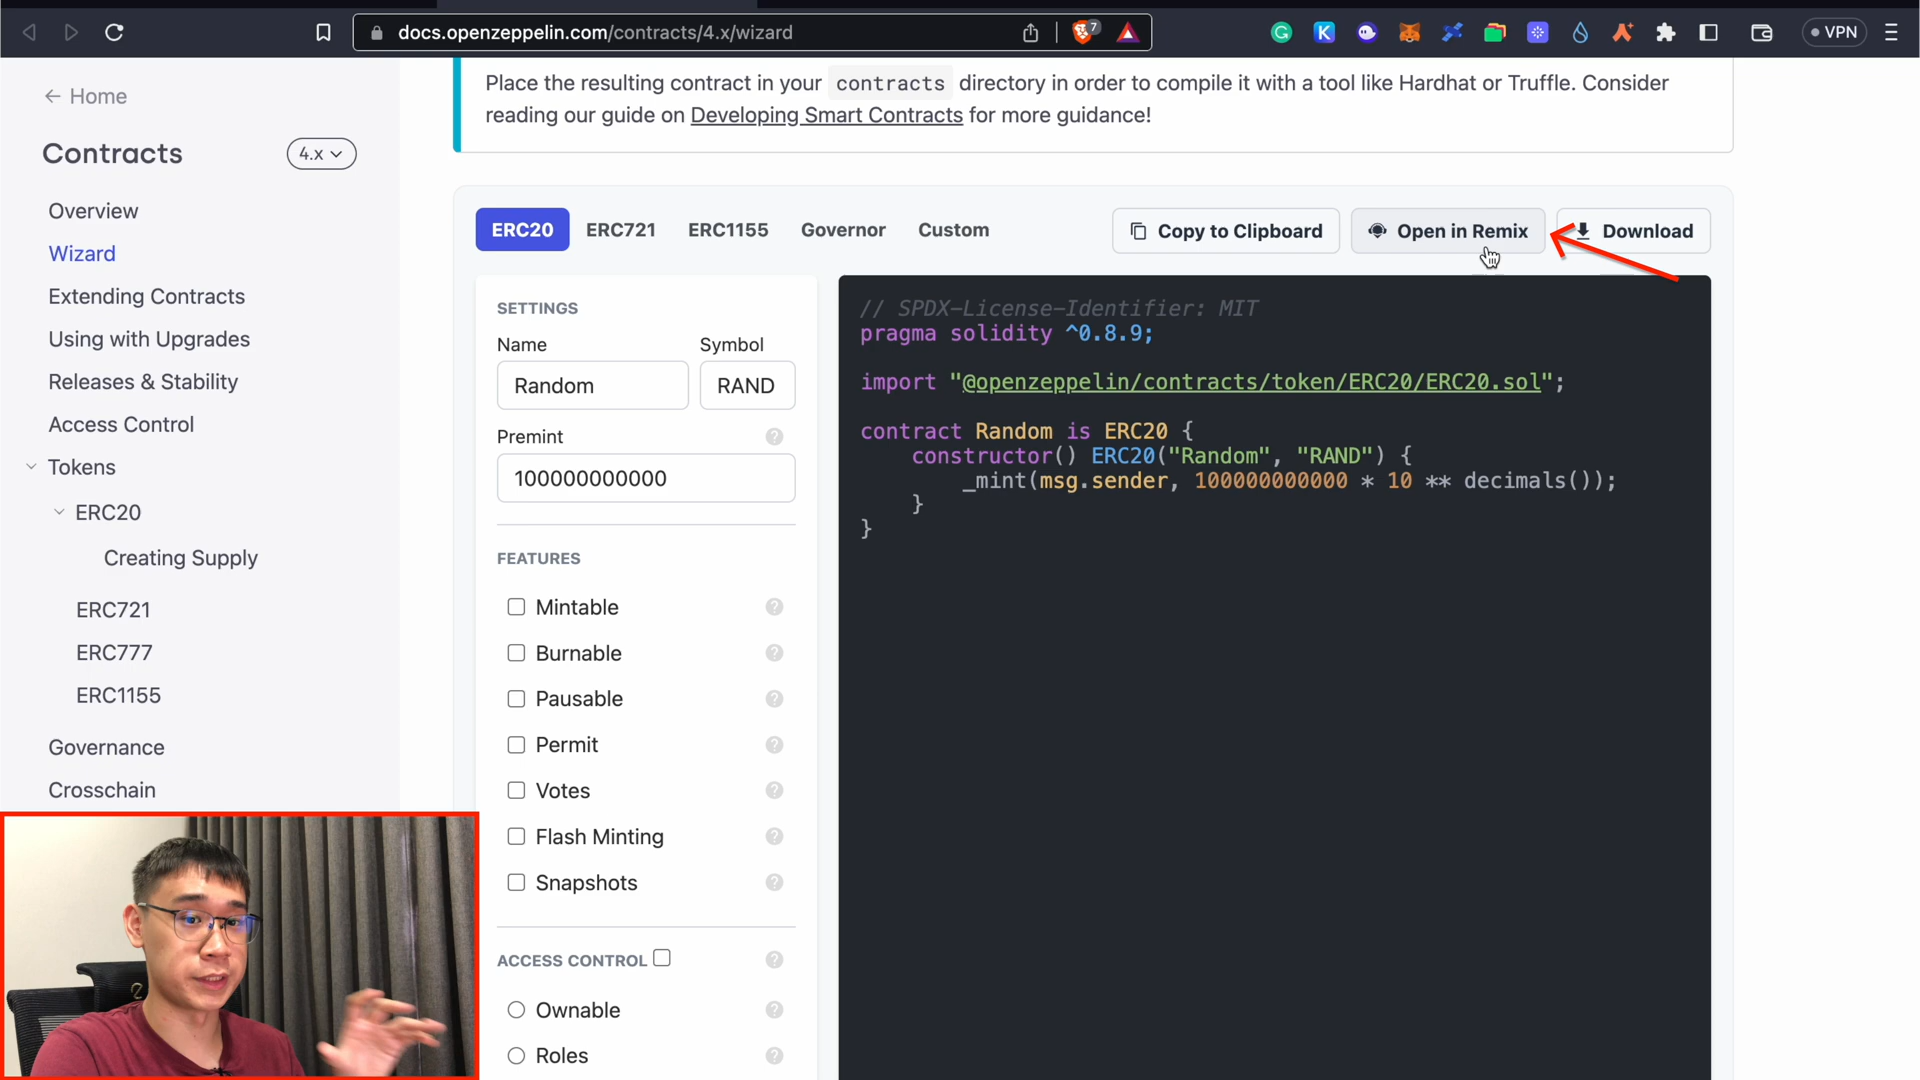 docs.openzeppelin.com/contracts/4.x/wizard
7
VPN
← Home
Contracts
4.x
Overview
Wizard
Extending Contracts
Using with Upgrades
Releases & Stability
Access Control
Tokens
ERC20
Creating Supply
ERC721
ERC777
ERC1155
Governance
Crosschain
Place the resulting contract in your contracts directory in order to compile it with a tool like Hardhat or Truffle. Consider
reading our guide on Developing Smart Contracts for more guidance!
ERC20 ERC721 ERC1155 Governor Custom
Copy to Clipboard Open in Remix Download
SETTINGS
Name Symbol
Random RAND
Premint ?
100000000000
FEATURES
Mintable ?
Burnable ?
Pausable ?
Permit ?
Votes ?
Flash Minting ?
Snapshots ?
ACCESS CONTROL ?
Ownable ?
Roles ?
// SPDX-License-Identifier: MIT
pragma solidity ^0.8.9;
import "@openzeppelin/contracts/token/ERC20/ERC20.sol";
contract Random is ERC20 {
constructor() ERC20("Random", "RAND") {
_mint(msg.sender, 100000000000 * 10 ** decimals());
}
}